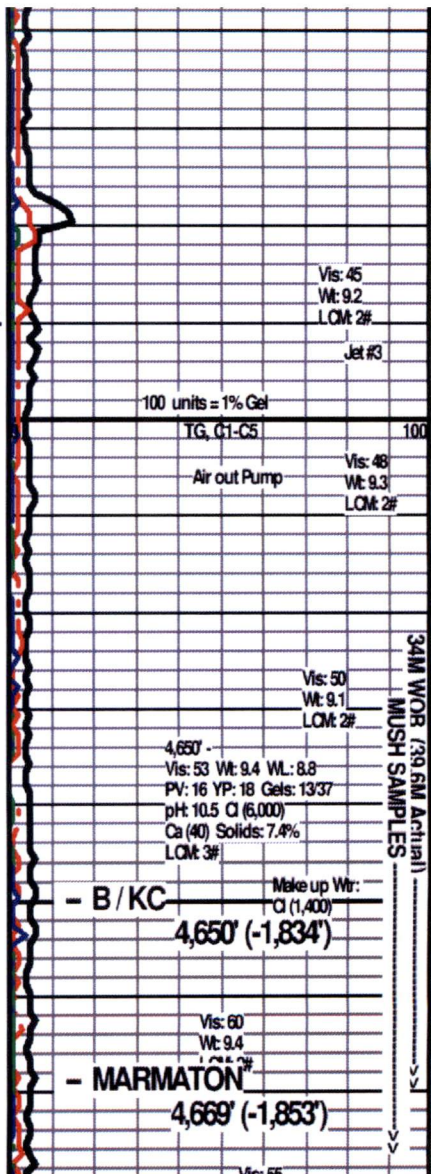 Vis: 45
Wt: 9.2
LCM: 2#
Jet #3
100 units = 1% Gel
TG, C1-C5
100
Air out Pump
Vis: 48
Wt: 9.3
LCM: 2#
34M WOB (39.6M Actual)
MUSH SAMPLES
Vis: 50
Wt: 9.1
LCM: 2#
4,650' -
Vis: 53 Wt: 9.4 WL: 8.8
PV: 16 YP: 18 Gels: 13/37
pH: 10.5 Cl (6,000)
Ca (40) Solids: 7.4%
LCM: 3#
Make up Wtr:
Cl (1,400)
- B / KC
4,650' (-1,834')
Vis: 60
Wt: 9.4
- MARMATON
4,669' (-1,853')
Vis: 55